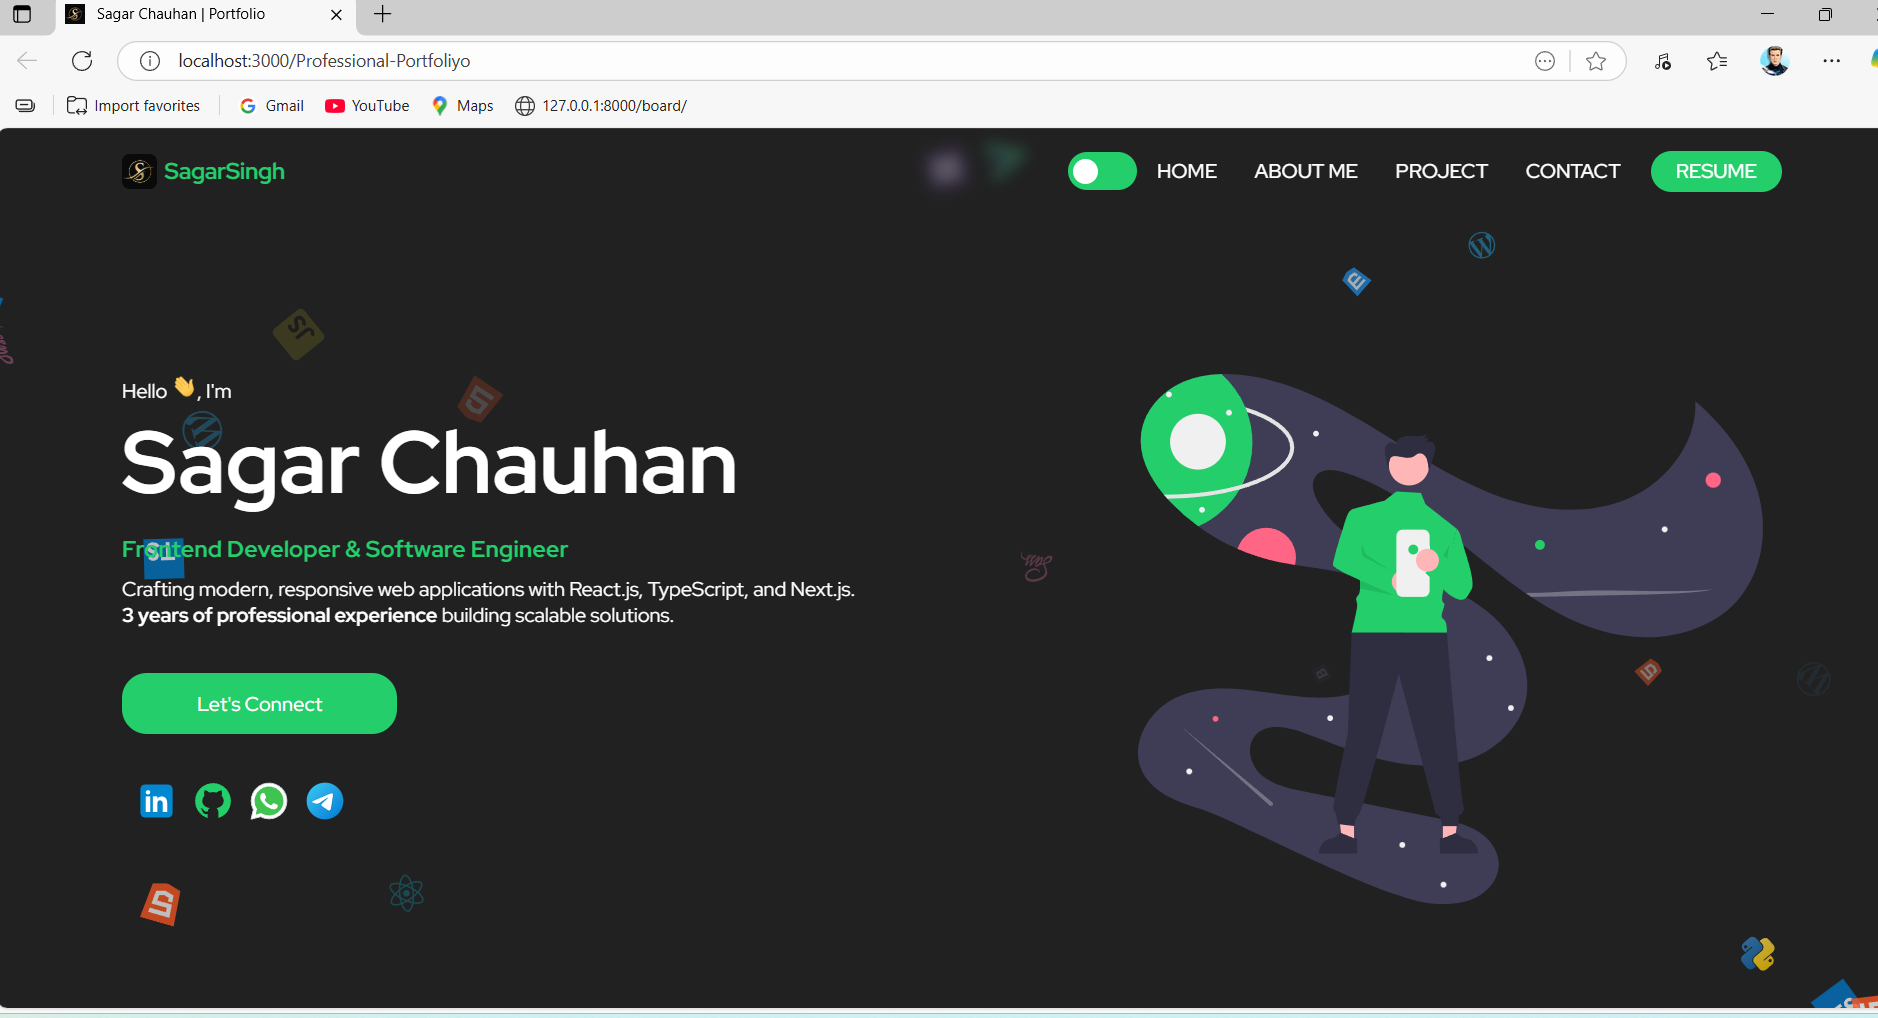 Sagar Chauhan | Portfolio
localhost:3000/Professional-Portfoliyo
Import favorites Gmail YouTube Maps 127.0.0.1:8000/board/
SagarSingh HOME ABOUT ME PROJECT CONTACT RESUME
Hello 👋, I'm
Sagar Chauhan
Frontend Developer & Software Engineer
Crafting modern, responsive web applications with React.js, TypeScript, and Next.js.
3 years of professional experience building scalable solutions.
Let's Connect
in